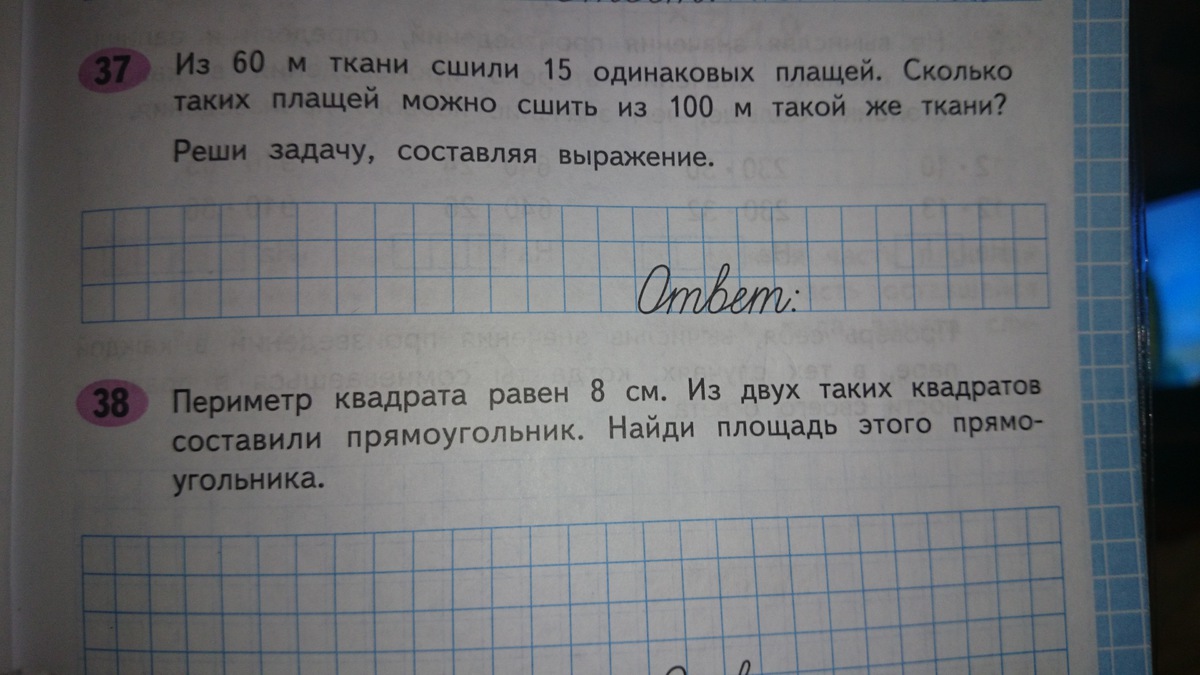 37 Из 60 м ткани сшили 15 одинаковых плащей. Сколько
таких плащей можно сшить из 100 м такой же ткани?
Реши задачу, составляя выражение.
Ответ:
38 Периметр квадрата равен 8 см. Из двух таких квадратов
составили прямоугольник. Найди площадь этого прямо-
угольника.